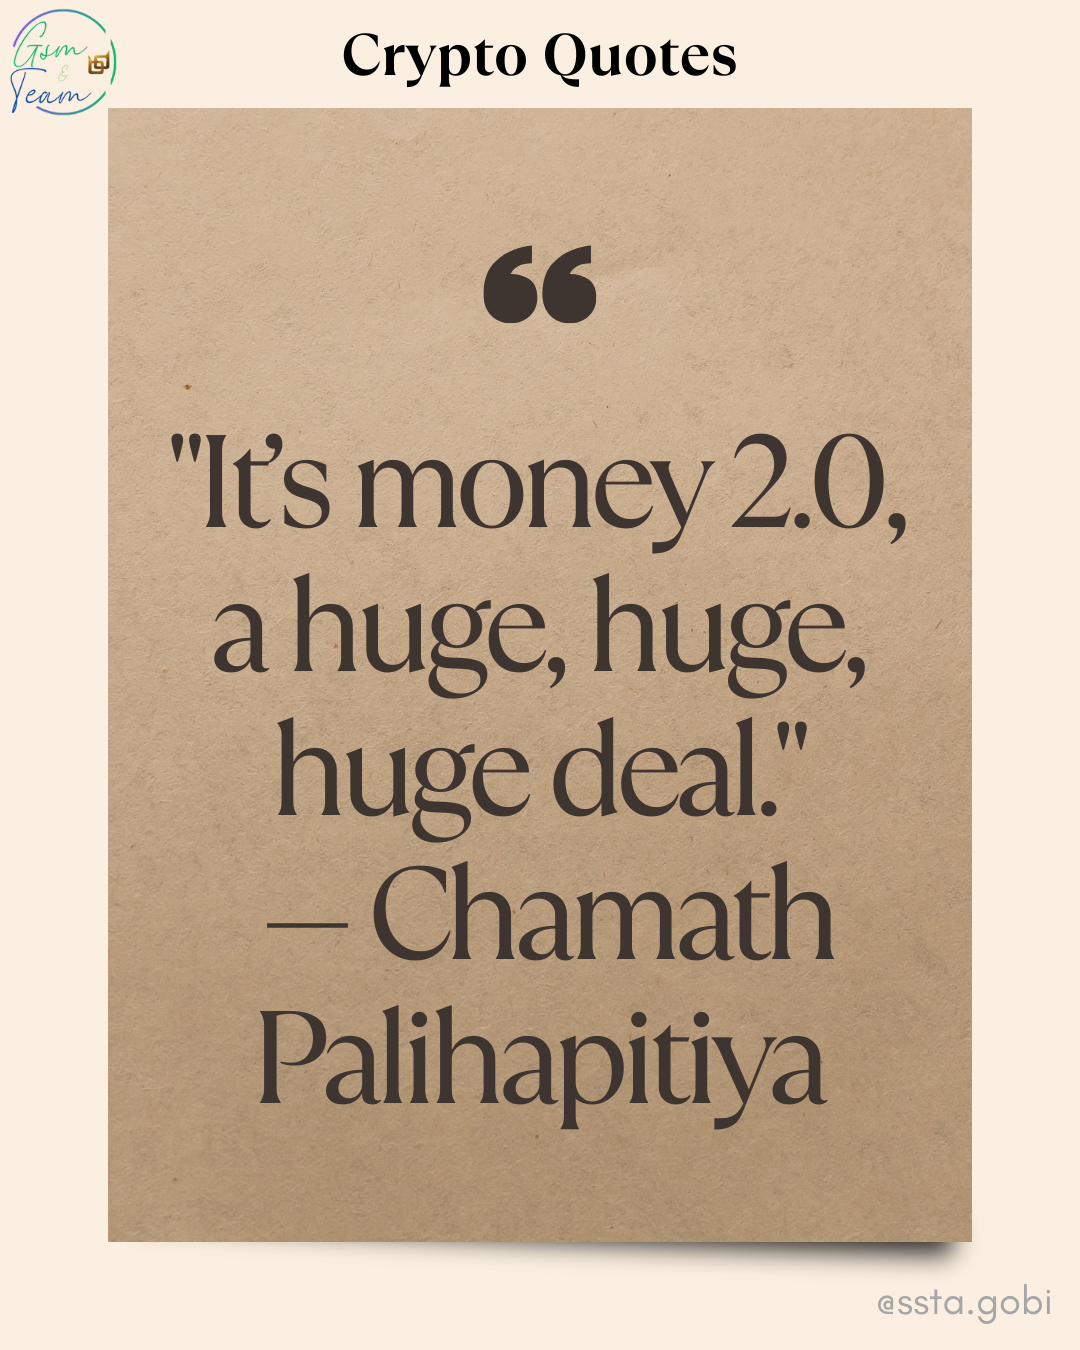 Gsm
&
Team
Crypto Quotes
“
"It’s money 2.0,
a huge, huge,
huge deal."
— Chamath
Palihapitiya
@ssta.gobi